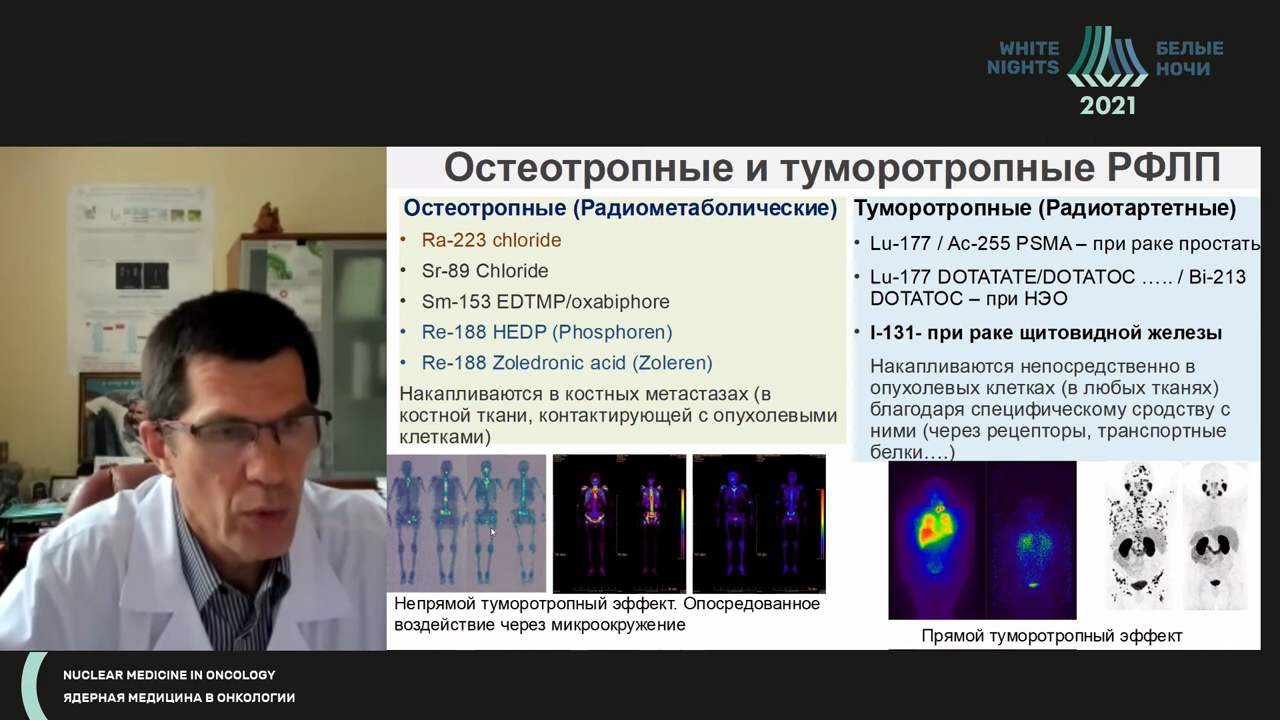 WHITE
NIGHTS
БЕЛЫЕ
НОЧИ
2021
Остеотропные и туморотропные РФЛП
Остеотропные (Радиометаболические)
• Ra-223 chloride
• Sr-89 Chloride
• Sm-153 EDTMP/oxabiphore
• Re-188 HEDP (Phosphoren)
• Re-188 Zoledronic acid (Zoleren)
Накапливаются в костных метастазах (в
костной ткани, контактирующей с опухолевыми
клетками)
Непрямой туморотропный эффект. Опосредованное
воздействие через микроокружение
Туморотропные (Радиотартетные)
• Lu-177 / Ac-255 PSMA – при раке простать
• Lu-177 DOTATATE/DOTATOC ….. / Bi-213
DOTATOC – при НЭО
• I-131- при раке щитовидной железы
Накапливаются непосредственно в
опухолевых клетках (в любых тканях)
благодаря специфическому сродству с
ними (через рецепторы, транспортные
белки….)
Прямой туморотропный эффект
NUCLEAR MEDICINE IN ONCOLOGY
ЯДЕРНАЯ МЕДИЦИНА В ОНКОЛОГИИ